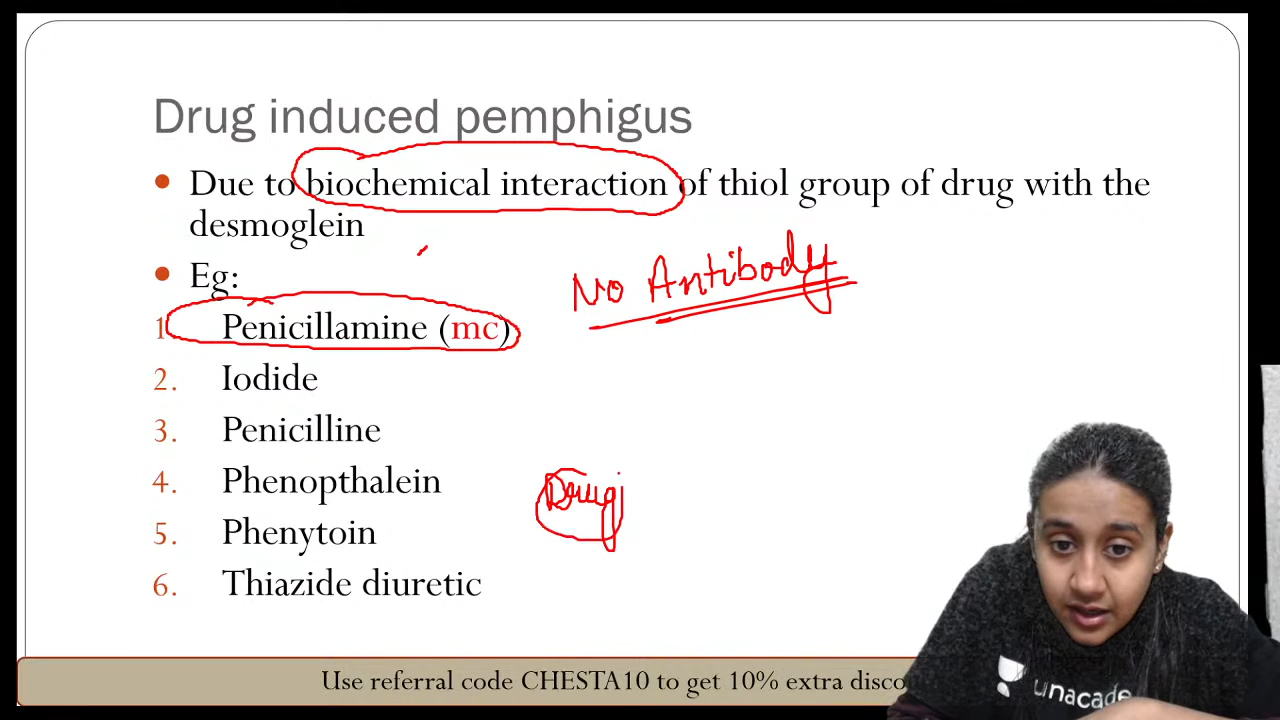 Drug induced pemphigus
• Due to biochemical interaction of thiol group of drug with the
desmoglein
• Eg:
No Antibody
1 Penicillamine (mc)
2. Iodide
3. Penicilline
4. Phenopthalein
Drug
5. Phenytoin
6. Thiazide diuretic
Use referral code CHESTA10 to get 10% extra disco
unacade